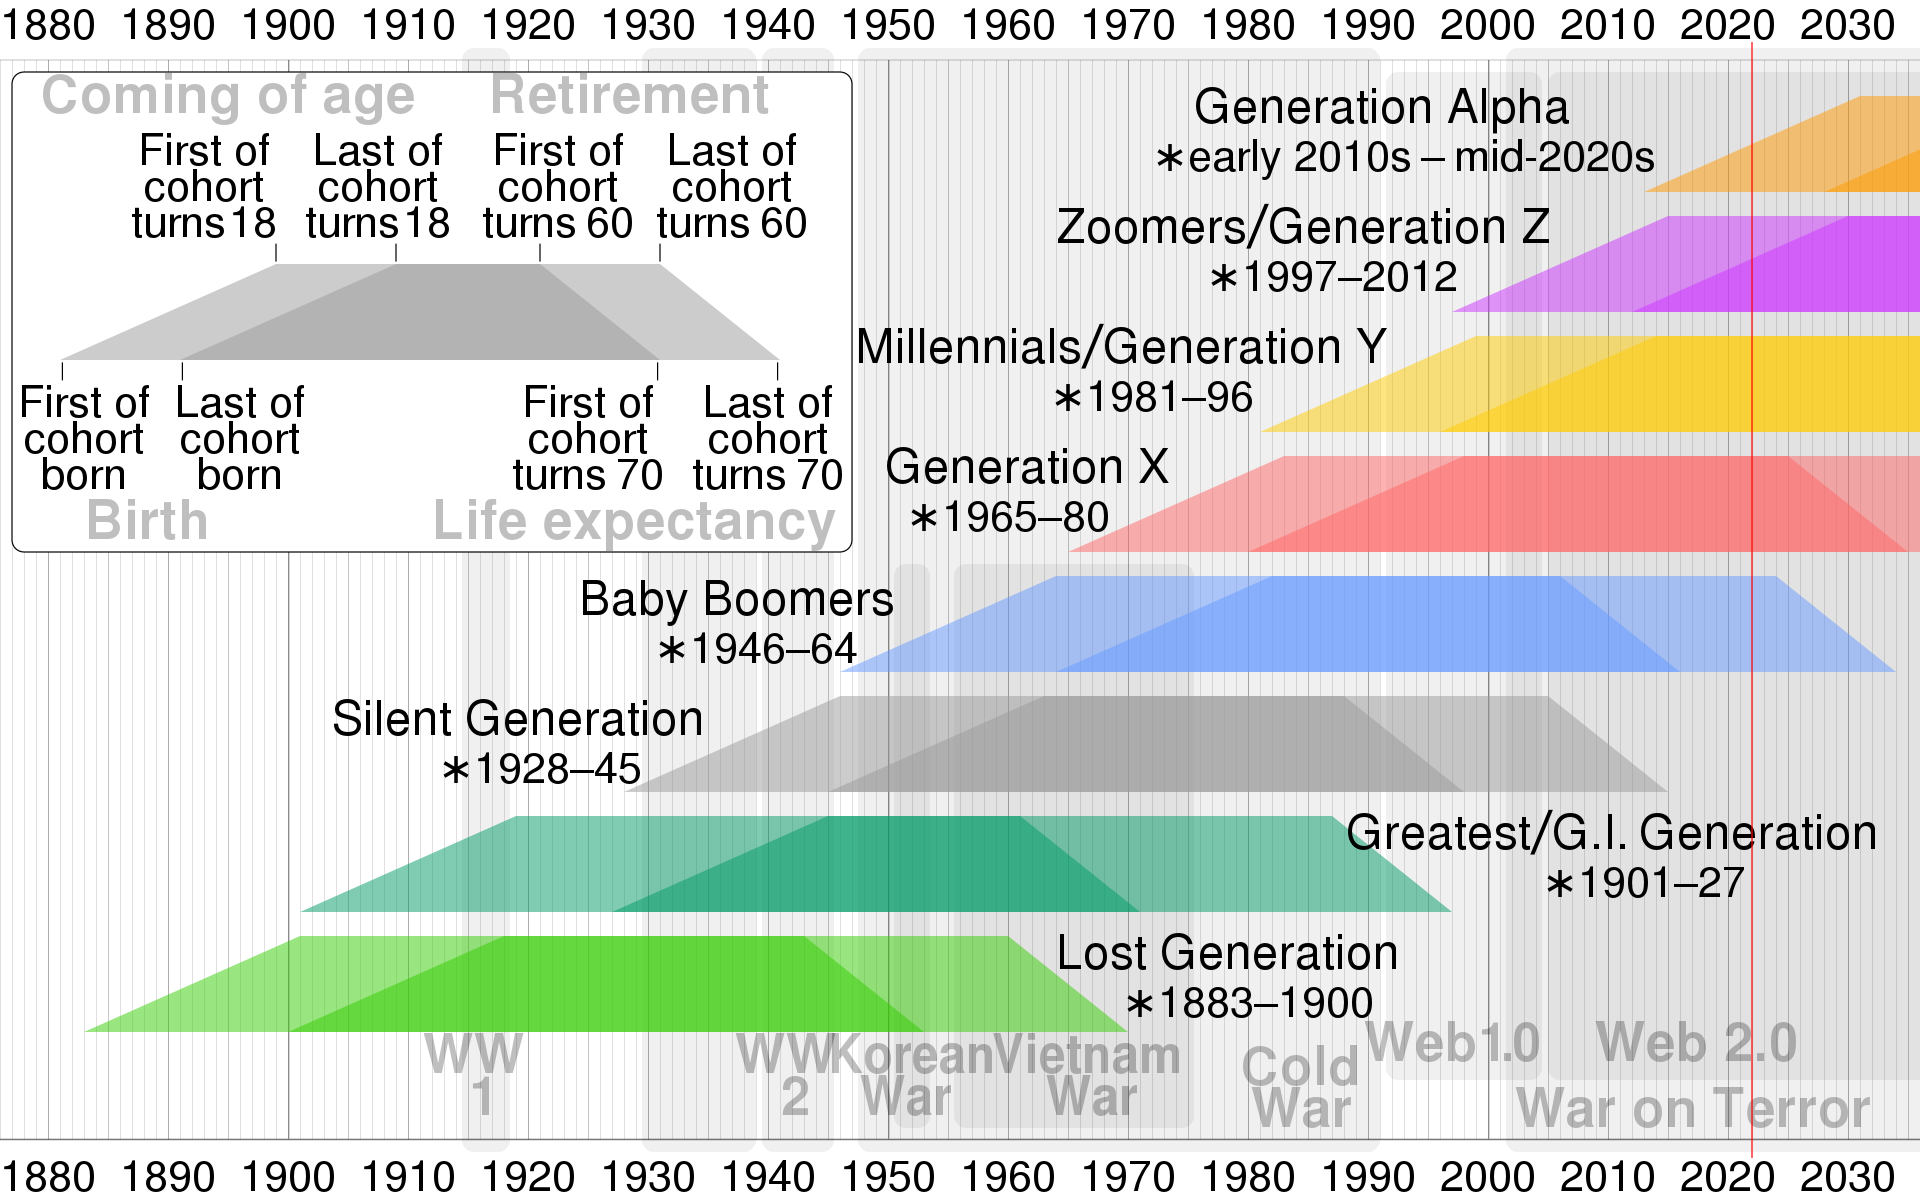 1880 1890 1900 1910 1920 1930 1940 1950 1960 1970 1980 1990 2000 2010 2020 2030
Coming of age
Retirement
First of
cohort
turns 18
Last of
cohort
turns 18
First of
cohort
turns 60
Last of
cohort
turns 60
First of
cohort
born
Last of
cohort
born
First of
cohort
turns 70
Last of
cohort
turns 70
Birth
Life expectancy
Generation Alpha
∗early 2010s – mid-2020s
Zoomers/Generation Z
∗1997–2012
Millennials/Generation Y
∗1981–96
Generation X
∗1965–80
Baby Boomers
∗1946–64
Silent Generation
∗1928–45
Greatest/G.I. Generation
∗1901–27
Lost Generation
∗1883–1900
WW
1
WW
2
Korean
War
Vietnam
War
Cold
War
Web1.0
Web 2.0
War on Terror
1880 1890 1900 1910 1920 1930 1940 1950 1960 1970 1980 1990 2000 2010 2020 2030